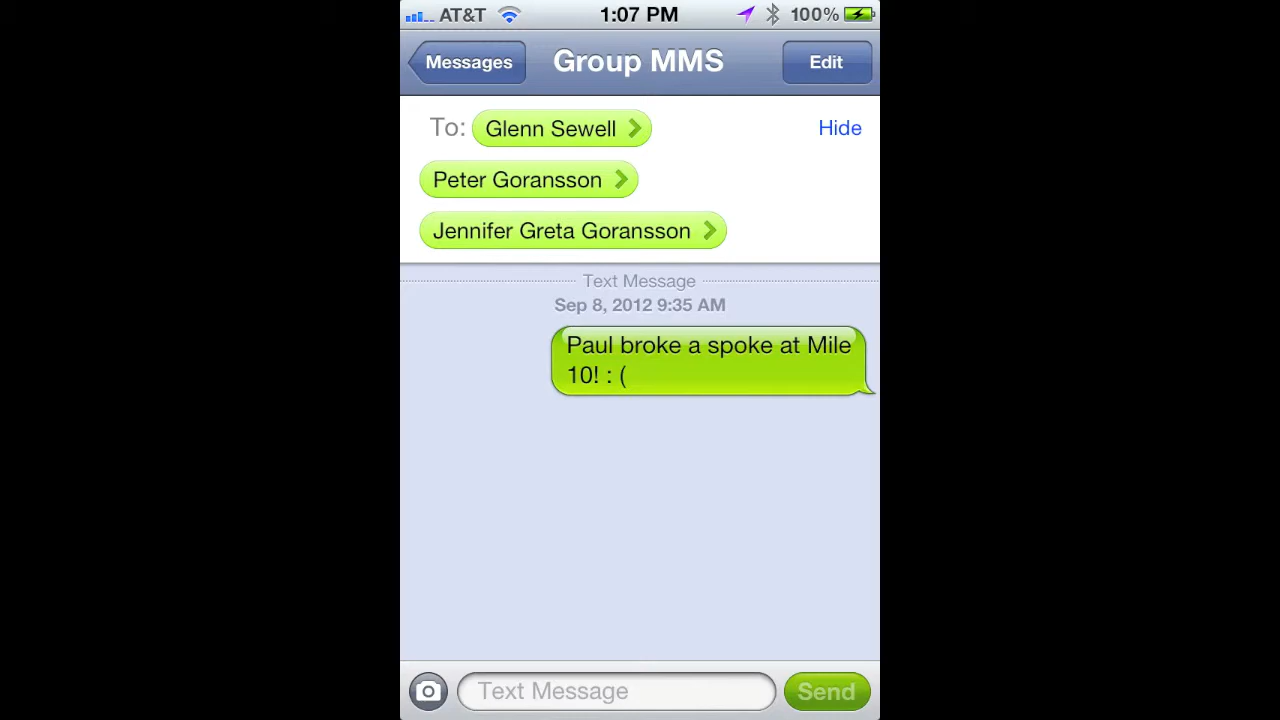 AT&T 1:07 PM 100%
Messages Group MMS Edit
To: Glenn Sewell Hide
Peter Goransson
Jennifer Greta Goransson
Text Message
Sep 8, 2012 9:35 AM
Paul broke a spoke at Mile
10! : (
Text Message Send